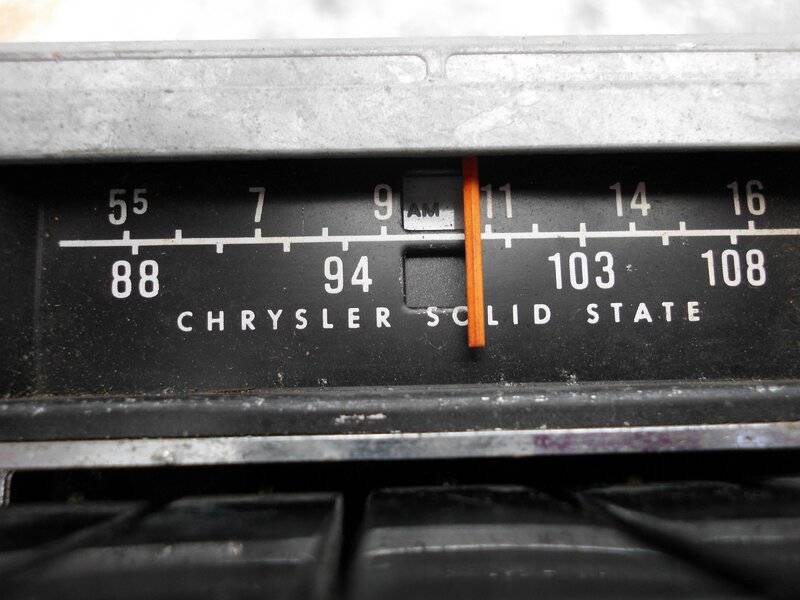 55 7 9 AM 11 14 16
88 94 103 108
CHRYSLER SOLID STATE